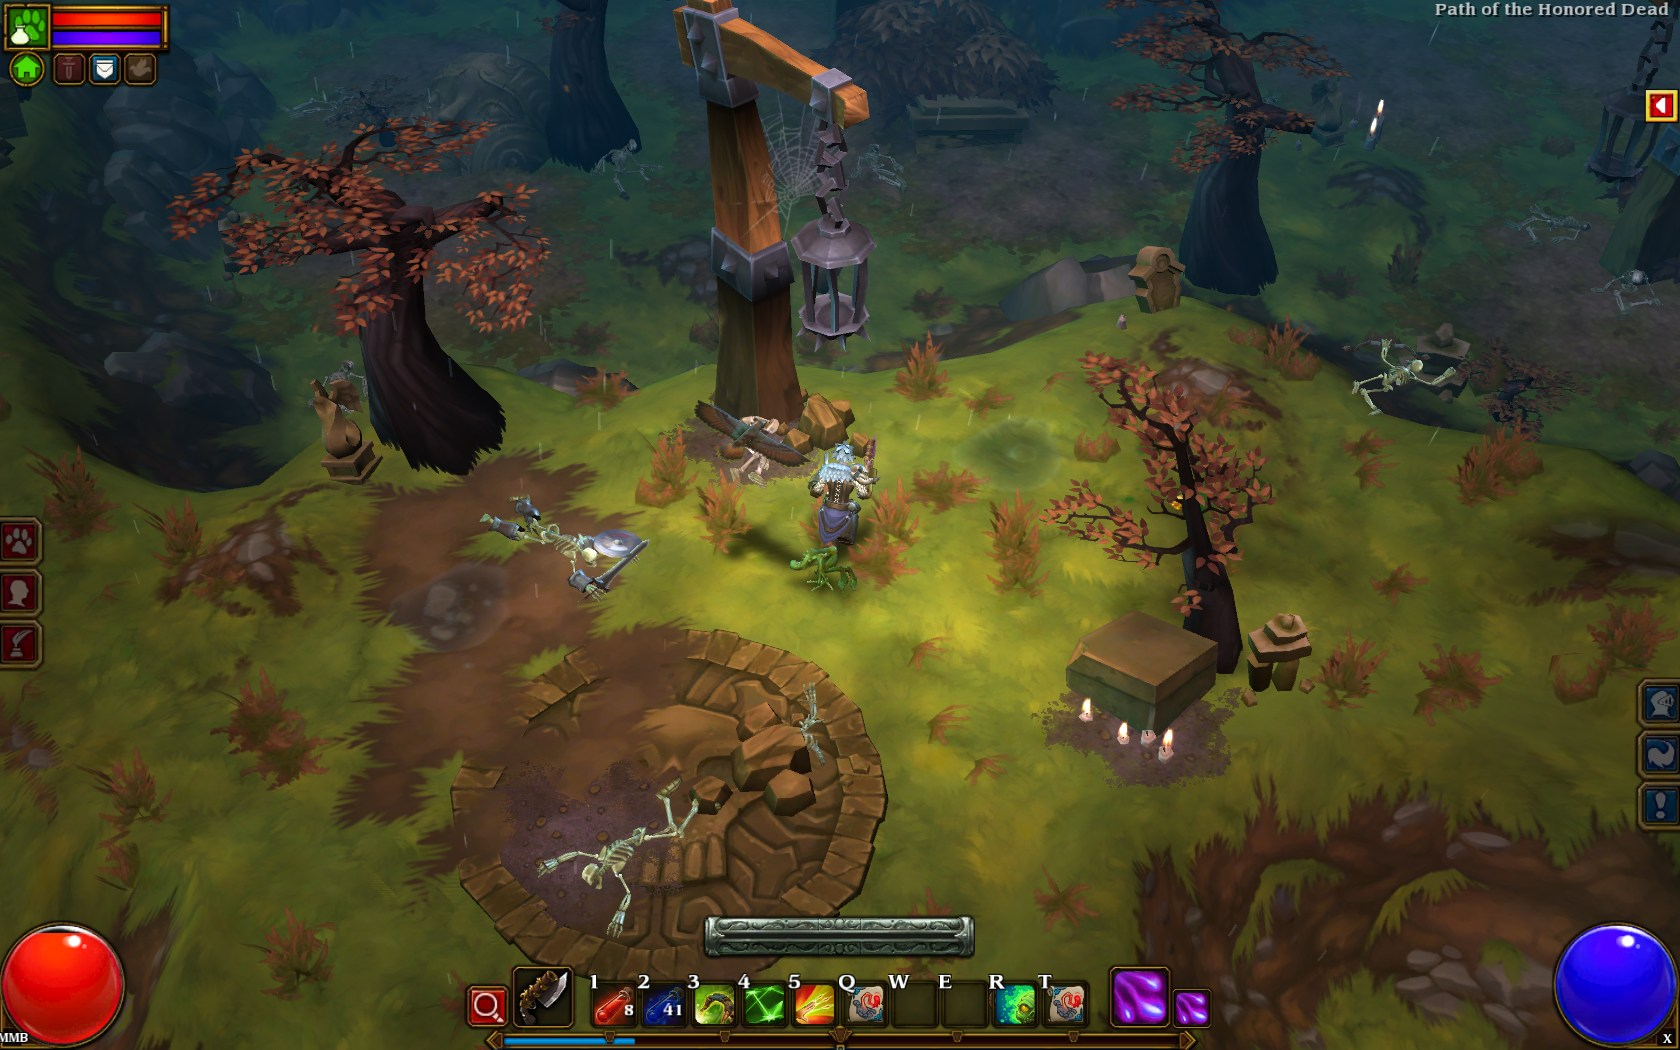 Path of the Honored Dead
1 2 3 4 5 Q W E R T
8 41
MMB
X